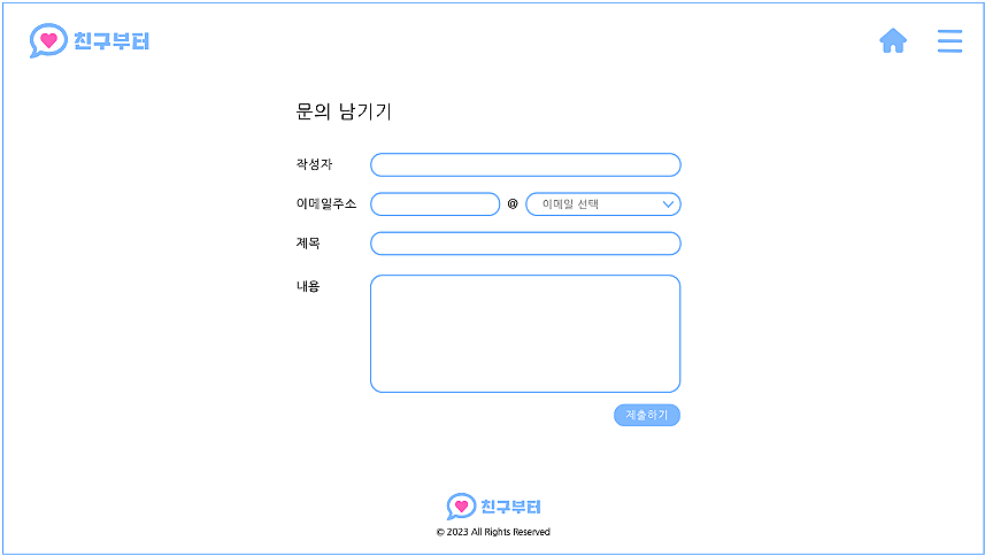 친구부터
문의 남기기
작성자
이메일주소 @ 이메일 선택
제목
내용
제출하기
친구부터
© 2023 All Rights Reserved